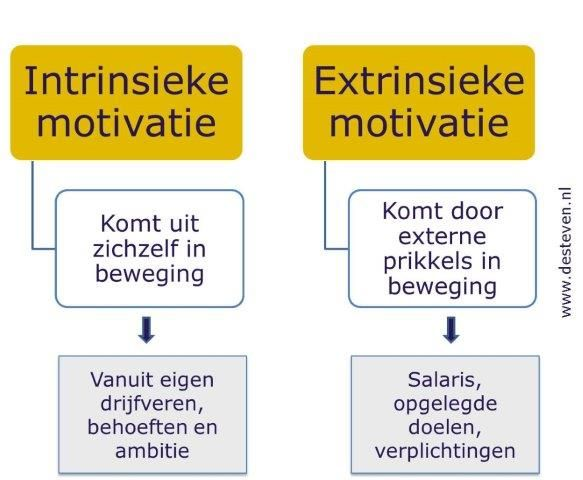 Intrinsieke
motivatie
Komt uit
zichzelf in
beweging
Vanuit eigen
drijfveren,
behoeften en
ambitie
Extrinsieke
motivatie
Komt door
externe
prikkels in
beweging
Salaris,
opgelegde
doelen,
verplichtingen
www.desteven.nl